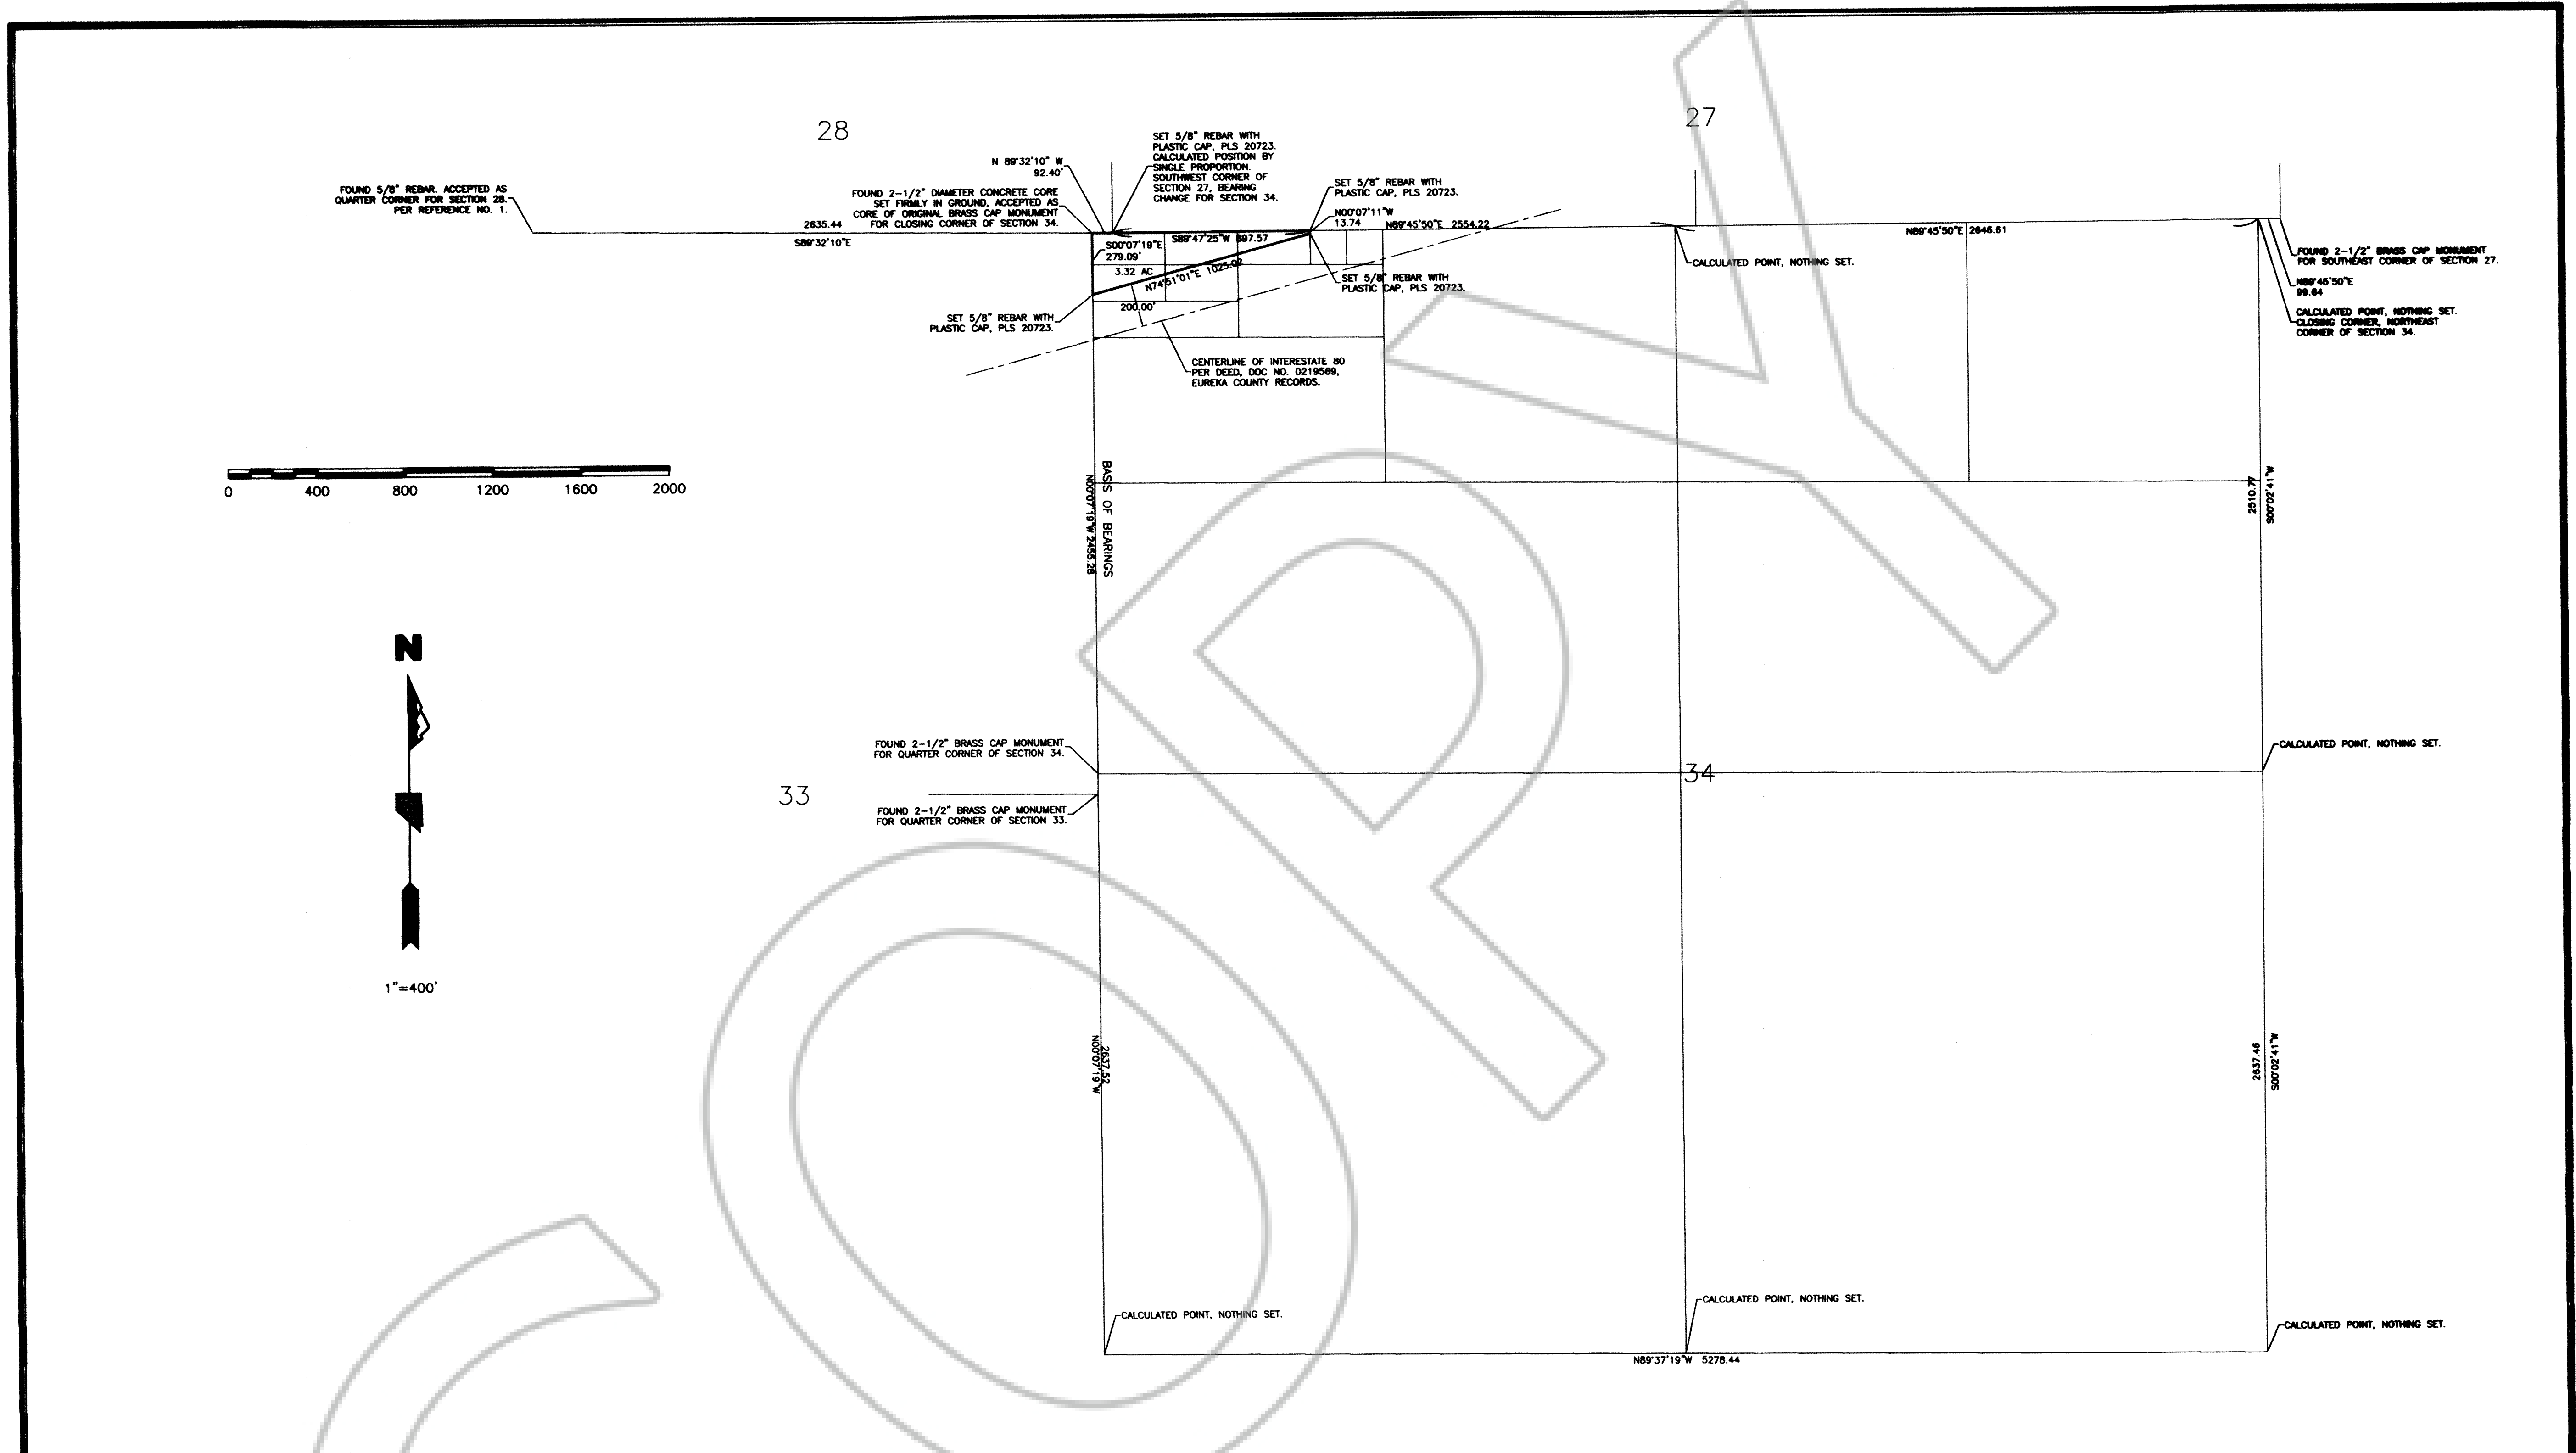 28
27
SET 5/8" REBAR WITH
PLASTIC CAP, PLS 20723.
CALCULATED POSITION BY
SINGLE PROPORTION.
SOUTHWEST CORNER OF
SECTION 27, BEARING
CHANGE FOR SECTION 34.
N 89°32'10" W
92.40'
FOUND 5/8" REBAR. ACCEPTED AS
QUARTER CORNER FOR SECTION 28.
PER REFERENCE NO. 1.
FOUND 2-1/2" DIAMETER CONCRETE CORE
SET FIRMLY IN GROUND, ACCEPTED AS
CORE OF ORIGINAL BRASS CAP MONUMENT
FOR CLOSING CORNER OF SECTION 34.
2635.44
S89°32'10"E
SET 5/8" REBAR WITH
PLASTIC CAP, PLS 20723.
N00°07'11"W
13.74
N89°45'50"E 2554.22
N89°45'50"E 2646.61
S00°07'19"E
279.09'
S89°47'25"W 897.57
3.32 AC
N74°51'01"E 1025.02
200.00'
SET 5/8" REBAR WITH
PLASTIC CAP, PLS 20723.
CALCULATED POINT, NOTHING SET.
FOUND 2-1/2" BRASS CAP MONUMENT
FOR SOUTHEAST CORNER OF SECTION 27.
N89°45'50"E
99.64
CALCULATED POINT, NOTHING SET.
CLOSING CORNER, NORTHEAST
CORNER OF SECTION 34.
SET 5/8" REBAR WITH
PLASTIC CAP, PLS 20723.
CENTERLINE OF INTERESTATE 80
PER DEED, DOC NO. 0219569,
EUREKA COUNTY RECORDS.
0 400 800 1200 1600 2000
BASIS OF BEARINGS
N00°07'19"W 2455.28
2510.77
S00°02'41"W
N
1"=400'
FOUND 2-1/2" BRASS CAP MONUMENT
FOR QUARTER CORNER OF SECTION 34.
33
FOUND 2-1/2" BRASS CAP MONUMENT
FOR QUARTER CORNER OF SECTION 33.
34
CALCULATED POINT, NOTHING SET.
2637.52
N00°07'19"W
2637.46
S00°02'41"W
CALCULATED POINT, NOTHING SET.
CALCULATED POINT, NOTHING SET.
CALCULATED POINT, NOTHING SET.
N89°37'19"W 5278.44
COPY